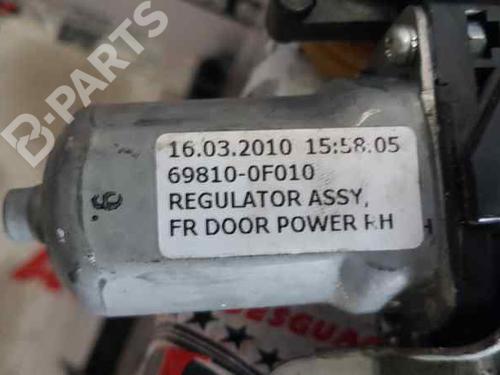 B-PARTS
16.03.2010 15:58:05
69810-0F010
REGULATOR ASSY,
FR DOOR POWER RH